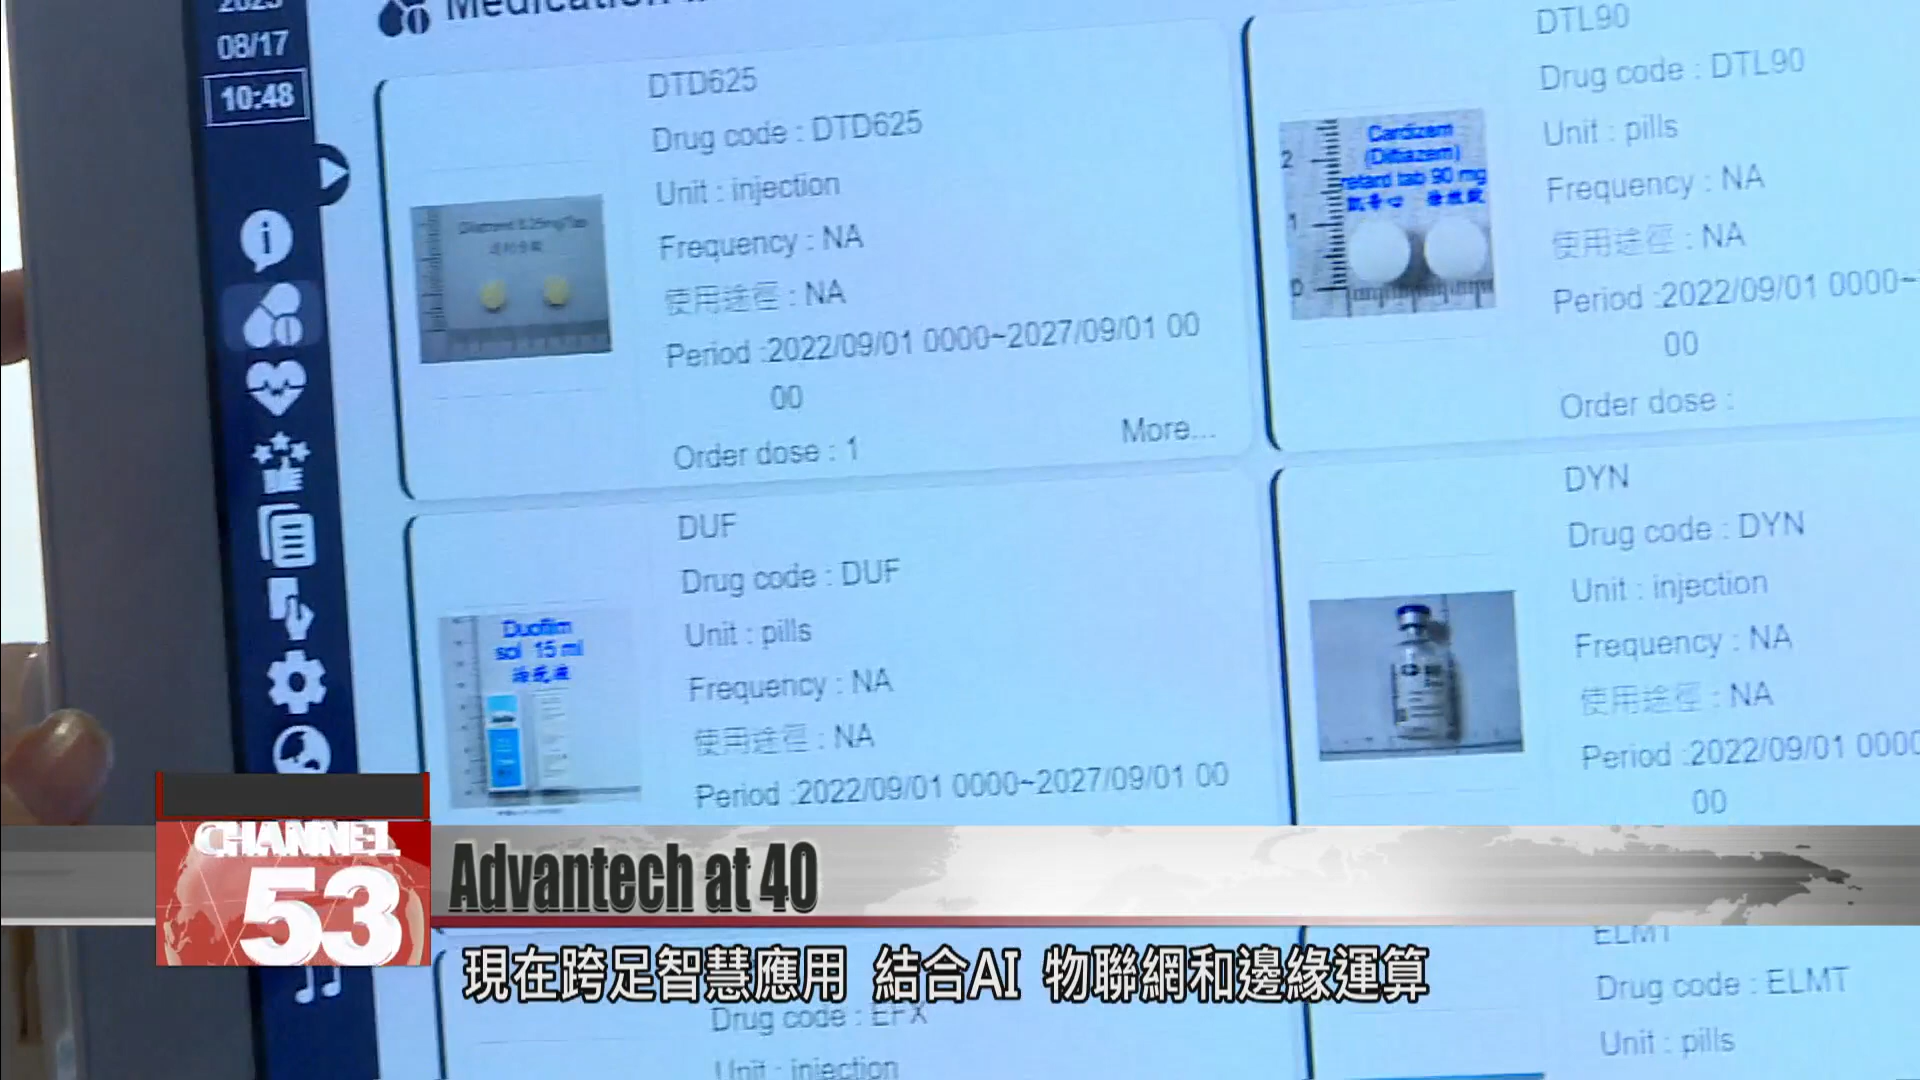 2023
08/17
10:48
Medication
DTD625
Drug code : DTD625
Unit : injection
Frequency : NA
使用途徑 : NA
Period :2022/09/01 0000~2027/09/01 00
00
Order dose : 1
More...
DTL90
Drug code : DTL90
Unit : pills
Frequency : NA
使用途徑 : NA
Period :2022/09/01 0000~
00
Order dose :
2
1
0
Cardizem
(Diltiazem)
retard tab 90 mg
DUF
Drug code : DUF
Unit : pills
Frequency : NA
使用途徑 : NA
Period :2022/09/01 0000~2027/09/01 00
Duofilm
sol 15 ml
DYN
Drug code : DYN
Unit : injection
Frequency : NA
使用途徑 : NA
Period :2022/09/01 0000
00
CHANNEL
53
Advantech at 40
現在跨足智慧應用 結合AI 物聯網和邊緣運算
Drug code : EFX
Unit : injection
ELMT
Drug code : ELMT
Unit : pills